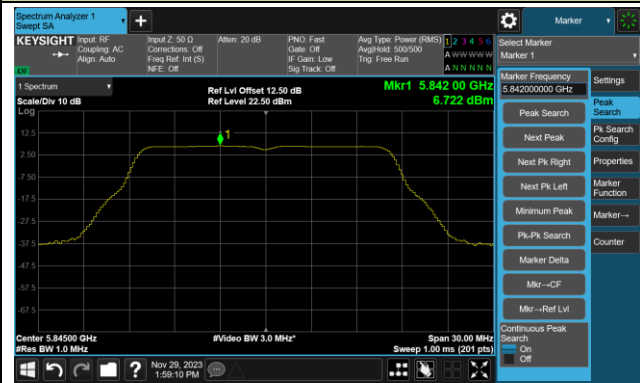 Spectrum Analyzer 1
Swept SA
Marker
KEYSIGHT
Input: RF
Coupling: AC
Align: Auto
Input Z: 50 Ω
Corrections: Off
Freq Ref: Int (S)
NFE: Off
Atten: 20 dB
PNO: Fast
Gate: Off
IF Gain: Low
Sig Track: Off
Avg Type: Power (RMS)
Avg|Hold: 500/500
Trig: Free Run
1 2 3 4 5 6
A W W W W W
A N N N N N
LXI
Select Marker
Marker 1
1 Spectrum
Scale/Div 10 dB
Log
Ref Lvl Offset 12.50 dB
Ref Level 22.50 dBm
Mkr1 5.842 00 GHz
6.722 dBm
1
12.5
2.50
-7.50
-17.5
-27.5
-37.5
-47.5
-57.5
-67.5
Center 5.84500 GHz
#Res BW 1.0 MHz
#Video BW 3.0 MHz*
Span 30.00 MHz
Sweep 1.00 ms (201 pts)
Marker Frequency
5.842000000 GHz
Peak Search
Next Peak
Next Pk Right
Next Pk Left
Minimum Peak
Pk-Pk Search
Marker Delta
Mkr→CF
Mkr→Ref Lvl
Continuous Peak
Search
On
Off
Settings
Peak
Search
Pk Search
Config
Properties
Marker
Function
Marker→
Counter
?
Nov 29, 2023
1:59:10 PM